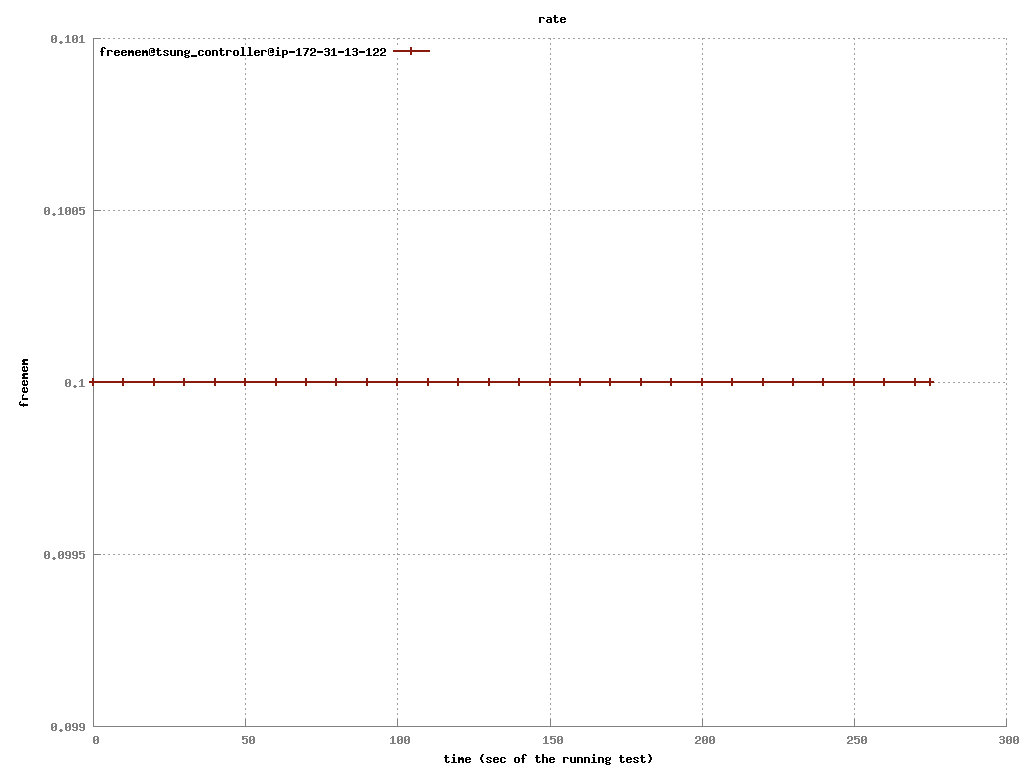 rate
0.101
freemem@tsung_controller@ip-172-31-13-122
0.1005
freemem
0.1
0.0995
0.099
0 50 100 150 200 250 300
time (sec of the running test)